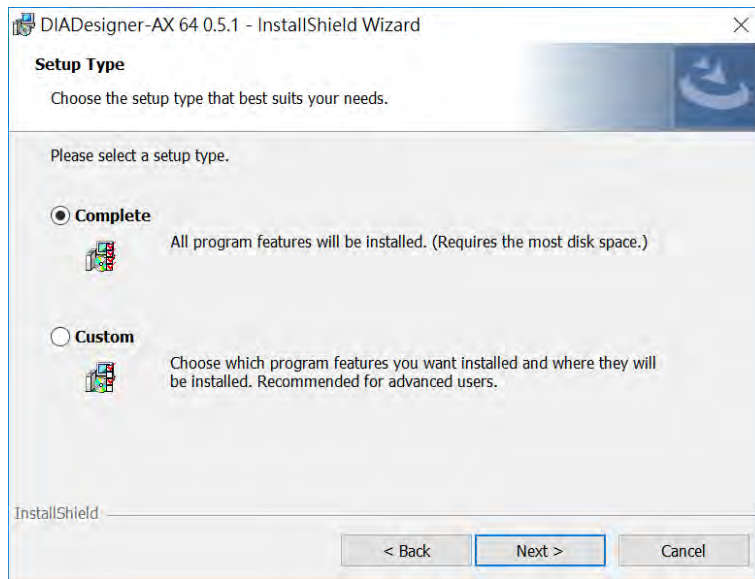 DIADesigner-AX 64 0.5.1 - InstallShield Wizard
Setup Type
Choose the setup type that best suits your needs.
Please select a setup type.
Complete
All program features will be installed. (Requires the most disk space.)
Custom
Choose which program features you want installed and where they will
be installed. Recommended for advanced users.
InstallShield
< Back
Next >
Cancel